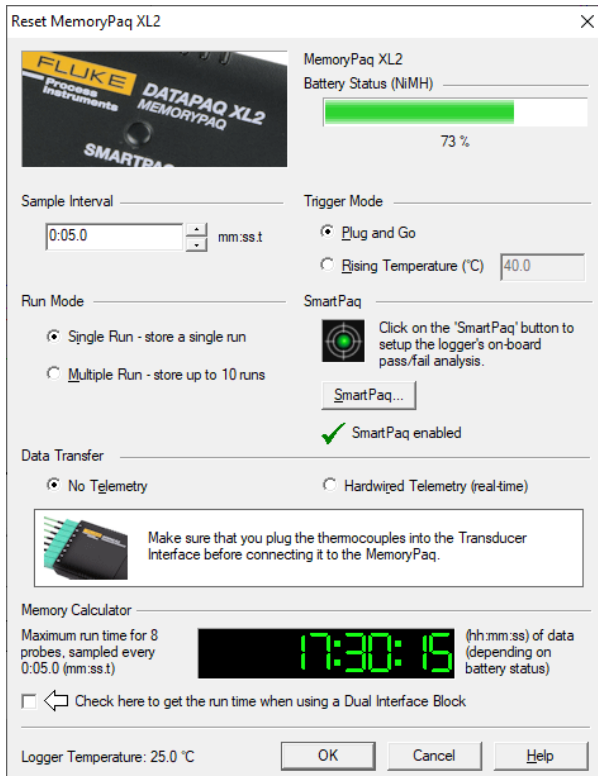 Reset MemoryPaq XL2
FLUKE
Process
Instruments
DATAPAQ XL2
MEMORYPAQ
SMARTPAQ
MemoryPaq XL2
Battery Status (NiMH)
73 %
Sample Interval
0:05.0
mm:ss.t
Trigger Mode
Plug and Go
Rising Temperature (°C)
40.0
Run Mode
Single Run - store a single run
Multiple Run - store up to 10 runs
SmartPaq
Click on the 'SmartPaq' button to
setup the logger's on-board
pass/fail analysis.
SmartPaq...
SmartPaq enabled
Data Transfer
No Telemetry
Hardwired Telemetry (real-time)
Make sure that you plug the thermocouples into the Transducer
Interface before connecting it to the MemoryPaq.
Memory Calculator
Maximum run time for 8
probes, sampled every
0:05.0 (mm:ss.t)
17:30:15
(hh:mm:ss) of data
(depending on
battery status)
Check here to get the run time when using a Dual Interface Block
Logger Temperature: 25.0 °C
OK
Cancel
Help